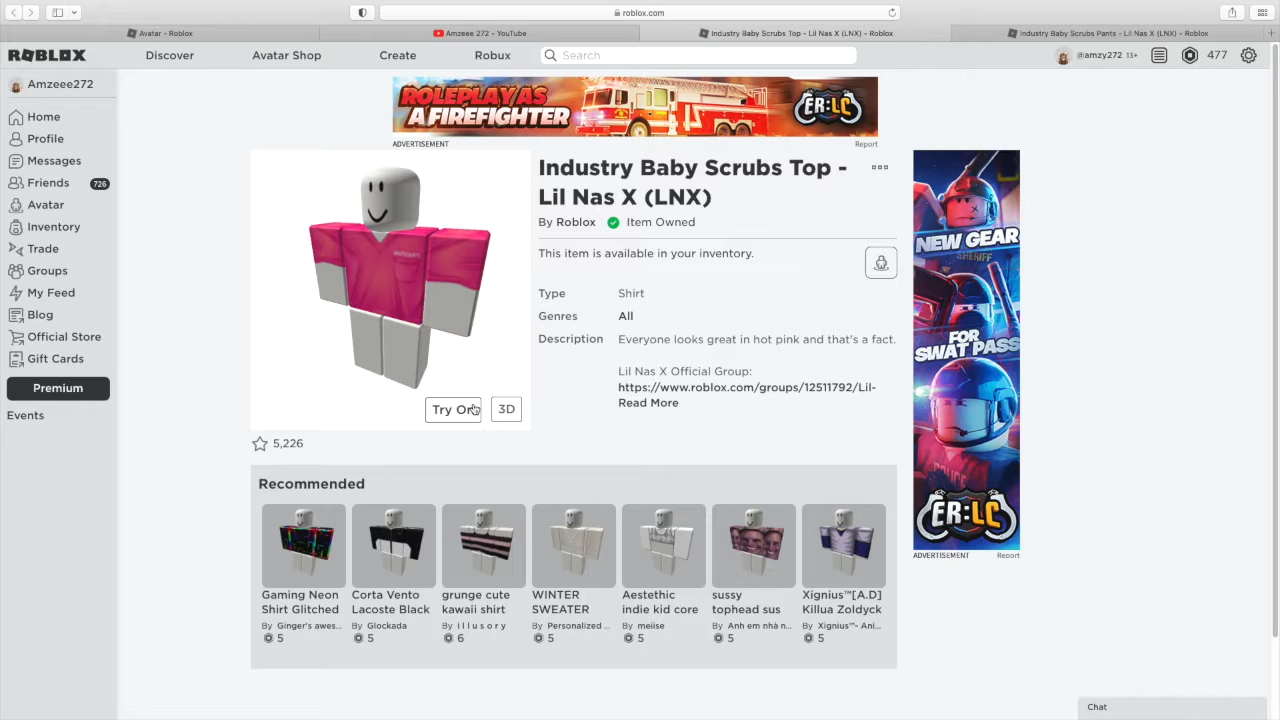 roblox.com
Avatar - Roblox
Amzeee 272 - YouTube
Industry Baby Scrubs Top - Lil Nas X (LNX) - Roblox
Industry Baby Scrubs Pants - Lil Nas X (LNX) - Roblox
ROBLOX
Discover
Avatar Shop
Create
Robux
Search
@amzy272 13+
477
Amzeee272
Home
Profile
Messages
Friends 726
Avatar
Inventory
Trade
Groups
My Feed
Blog
Official Store
Gift Cards
Premium
Events
ROLEPLAY AS
A FIREFIGHTER
ER:LC
ADVERTISEMENT
Report
Industry Baby Scrubs Top -
Lil Nas X (LNX)
By Roblox Item Owned
This item is available in your inventory.
Type Shirt
Genres All
Description Everyone looks great in hot pink and that's a fact.
Lil Nas X Official Group:
https://www.roblox.com/groups/12511792/Lil-
Read More
Try On
3D
5,226
NEW GEAR
SHERIFF
FOR
SWAT PASS
ER:LC
ADVERTISEMENT
Report
Recommended
Gaming Neon
Shirt Glitched
By Ginger's awes...
5
Corta Vento
Lacoste Black
By Glockada
5
grunge cute
kawaii shirt
By i l l u s o r y
6
WINTER
SWEATER
By Personalized ...
5
Aestethic
indie kid core
By meiise
5
sussy
tophead sus
By Anh em nhà n...
5
Xignius™[A.D]
Killua Zoldyck
By Xignius™- Ani...
5
Chat